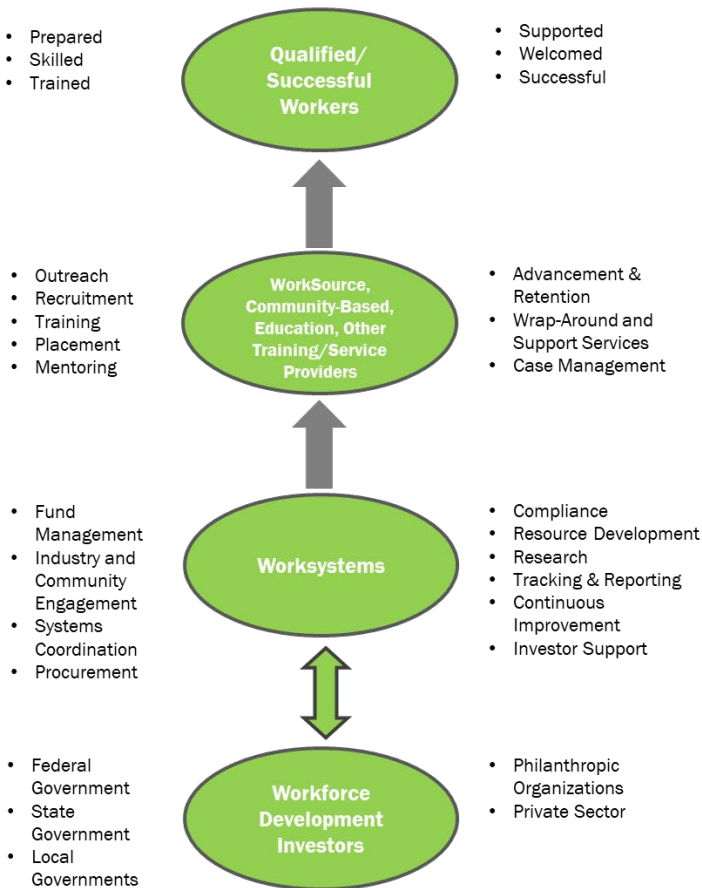 • Prepared
• Skilled
• Trained
Qualified/
Successful
Workers
• Supported
• Welcomed
• Successful
• Outreach
• Recruitment
• Training
• Placement
• Mentoring
WorkSource,
Community-Based,
Education, Other
Training/Service
Providers
• Advancement &
Retention
• Wrap-Around and
Support Services
• Case Management
• Fund
Management
• Industry and
Community
Engagement
• Systems
Coordination
• Procurement
Worksystems
• Compliance
• Resource Development
• Research
• Tracking & Reporting
• Continuous
Improvement
• Investor Support
• Federal
Government
• State
Government
• Local
Governments
Workforce
Development
Investors
• Philanthropic
Organizations
• Private Sector